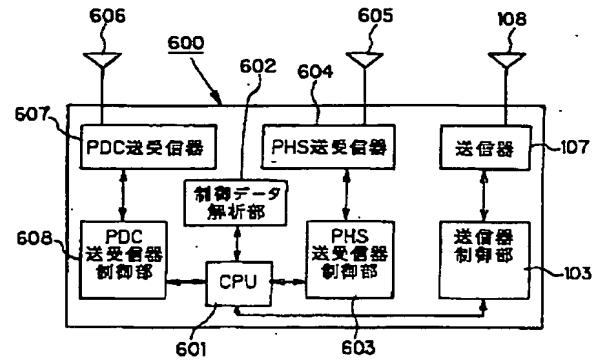 606
605
108
600
602
604
607
PDC送受信器
PHS送受信器
送信器
107
制御データ
解析部
608
PDC
送受信器
制御部
CPU
PHS
送受信器
制御部
送信器
制御部
103
601
603